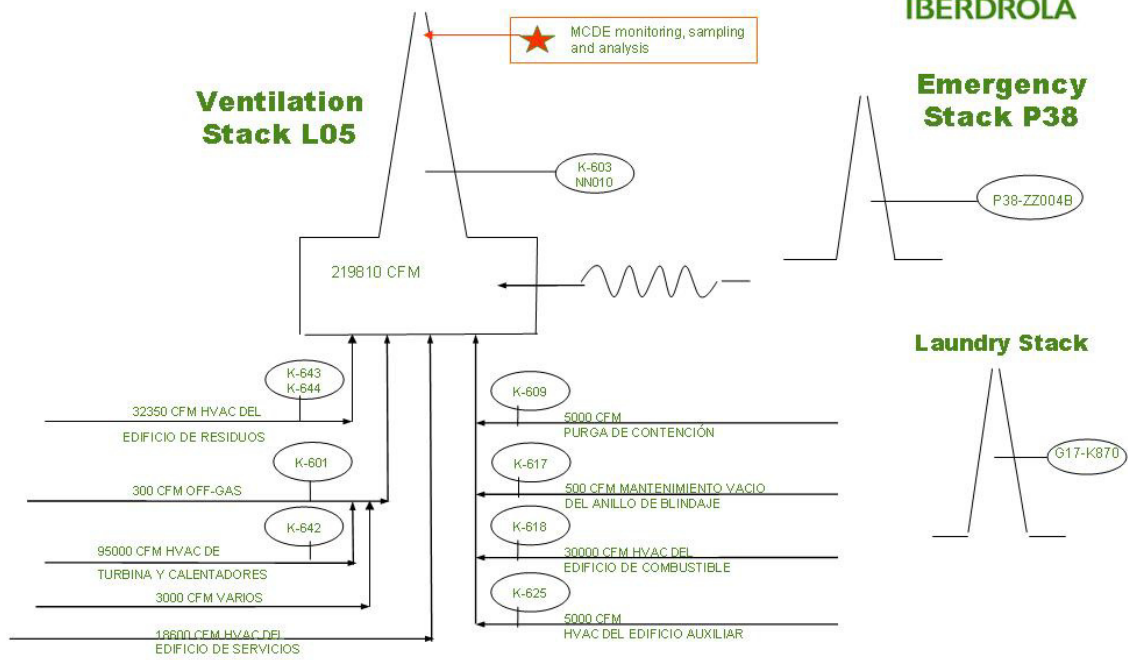 IBERDROLA
MCDE monitoring, sampling
and analysis
Ventilation
Stack L05
Emergency
Stack P38
K-603
NN010
P38-ZZ004B
219810 CFM
Laundry Stack
K-643
K-644
K-609
32350 CFM HVAC DEL
EDIFICIO DE RESIDUOS
5000 CFM
PURGA DE CONTENCIÓN
G17-K870
K-601
K-617
300 CFM OFF-GAS
500 CFM MANTENIMIENTO VACIO
DEL ANILLO DE BLINDAJE
K-642
K-618
95000 CFM HVAC DE
TURBINA Y CALENTADORES
30000 CFM HVAC DEL
EDIFICIO DE COMBUSTIBLE
3000 CFM VARIOS
K-625
18600 CFM HVAC DEL
EDIFICIO DE SERVICIOS
5000 CFM
HVAC DEL EDIFICIO AUXILIAR